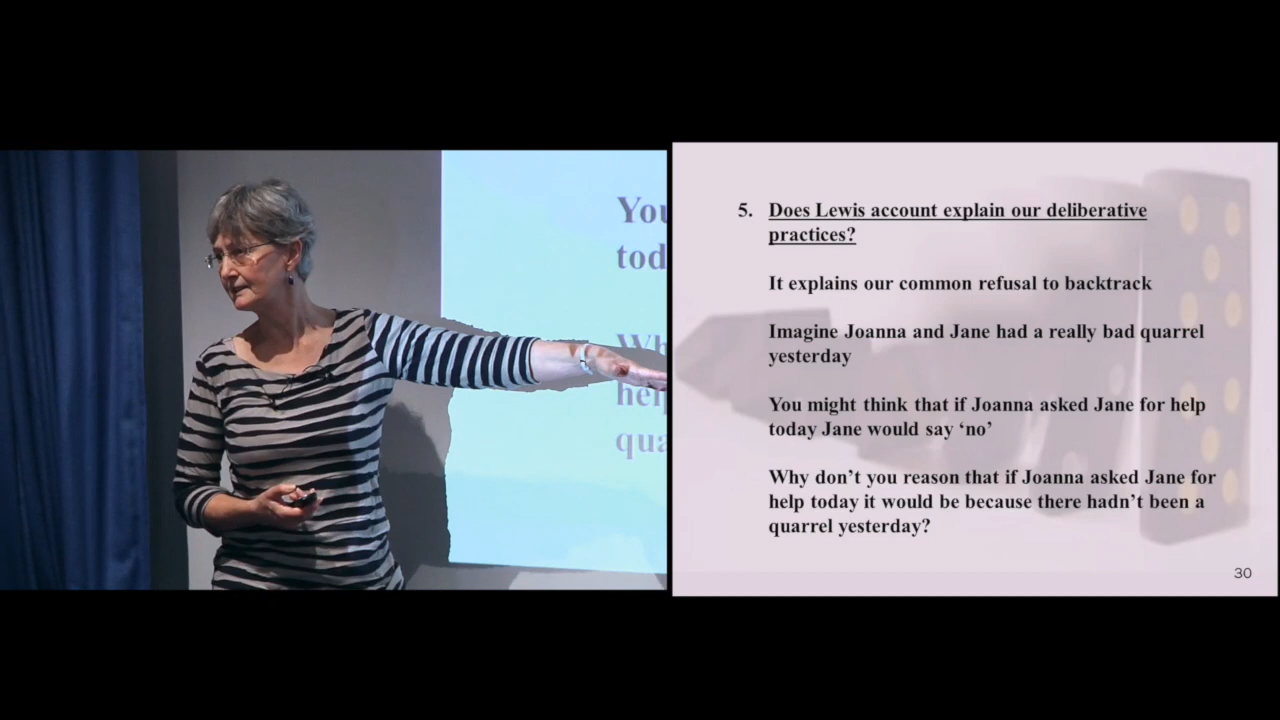 You
tod
Wh
hel
qua
5. Does Lewis account explain our deliberative
practices?
It explains our common refusal to backtrack
Imagine Joanna and Jane had a really bad quarrel
yesterday
You might think that if Joanna asked Jane for help
today Jane would say ‘no’
Why don’t you reason that if Joanna asked Jane for
help today it would be because there hadn’t been a
quarrel yesterday?
30